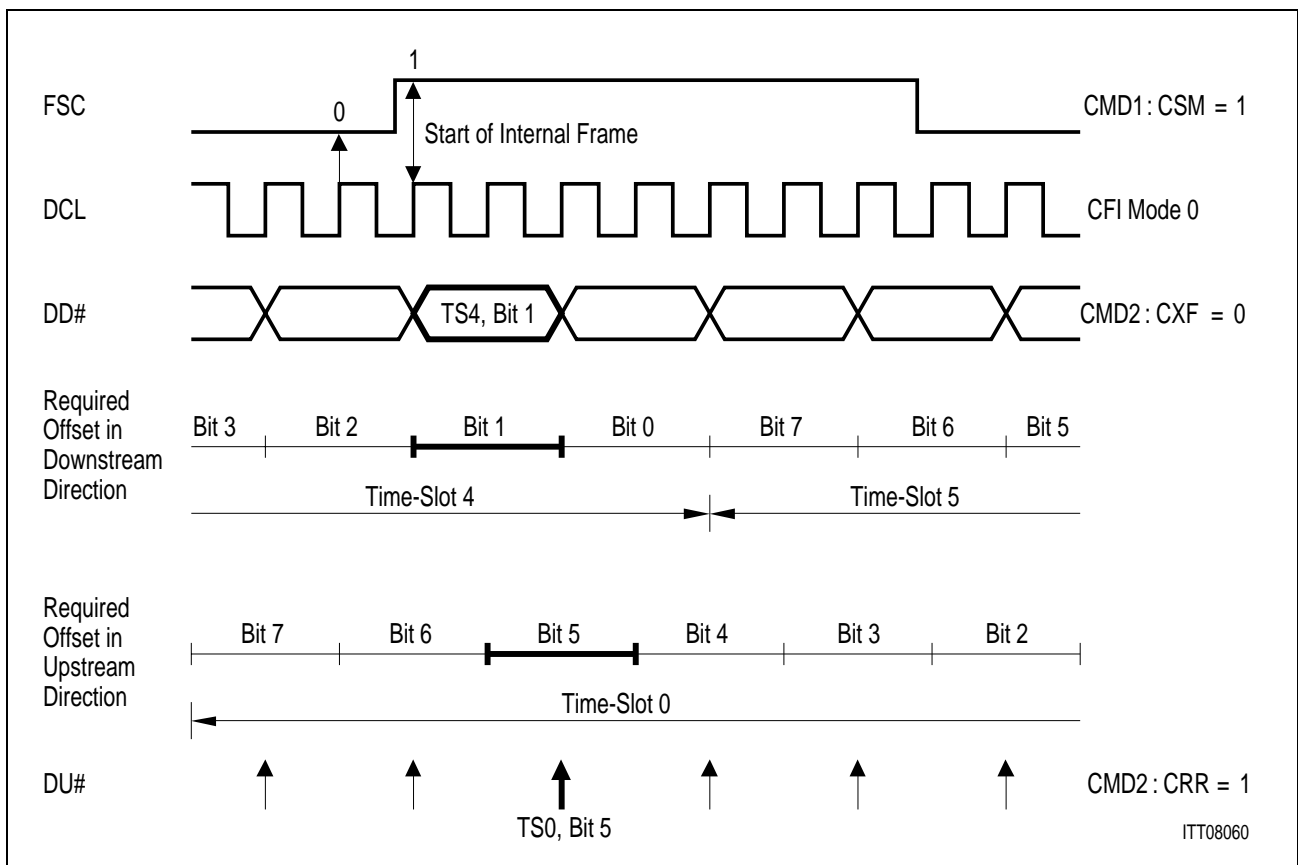 1
FSC
0
CMD1: CSM = 1
Start of Internal Frame
DCL
CFI Mode 0
DD#
TS4, Bit 1
CMD2: CXF = 0
Required
Offset in
Downstream
Direction
Bit 3 Bit 2 Bit 1 Bit 0 Bit 7 Bit 6 Bit 5
Time-Slot 4 Time-Slot 5
Required
Offset in
Upstream
Direction
Bit 7 Bit 6 Bit 5 Bit 4 Bit 3 Bit 2
Time-Slot 0
DU#
CMD2: CRR = 1
TS0, Bit 5
ITT08060